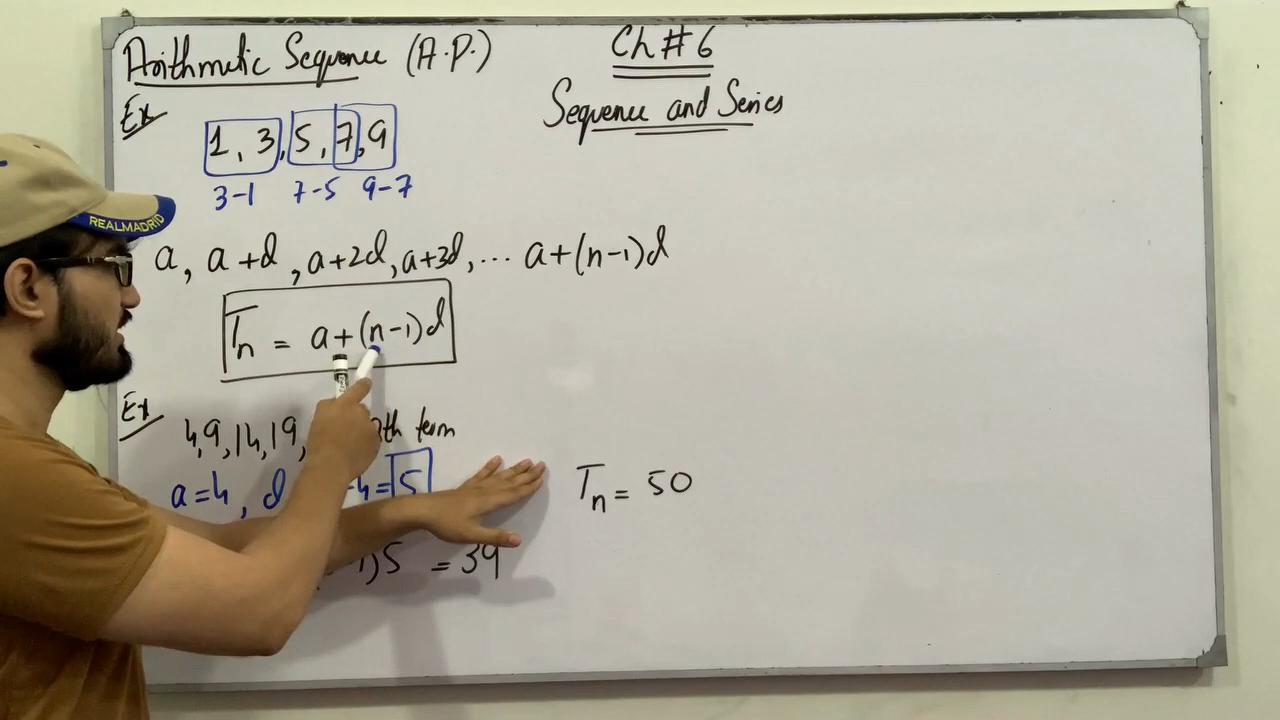 Arithmetic Sequence (A.P.)
Ch # 6
Sequence and Series
Ex
1, 3, 5, 7, 9
3-1 7-5 9-7
REALMADRID
a, a+d, a+2d, a+3d, ... a+(n-1)d
Tn = a+(n-1)d
Ex
4, 9, 14, 19, th term
a=4, d 4=5
Tn = 50
1)5 = 39